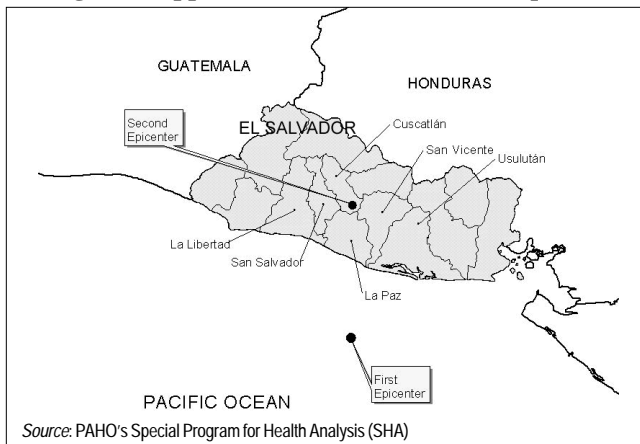 GUATEMALA
HONDURAS
Second
Epicenter
EL SALVADOR
Cuscatlán
San Vicente
Usulután
La Libertad
San Salvador
La Paz
First
Epicenter
PACIFIC OCEAN
Source: PAHO's Special Program for Health Analysis (SHA)